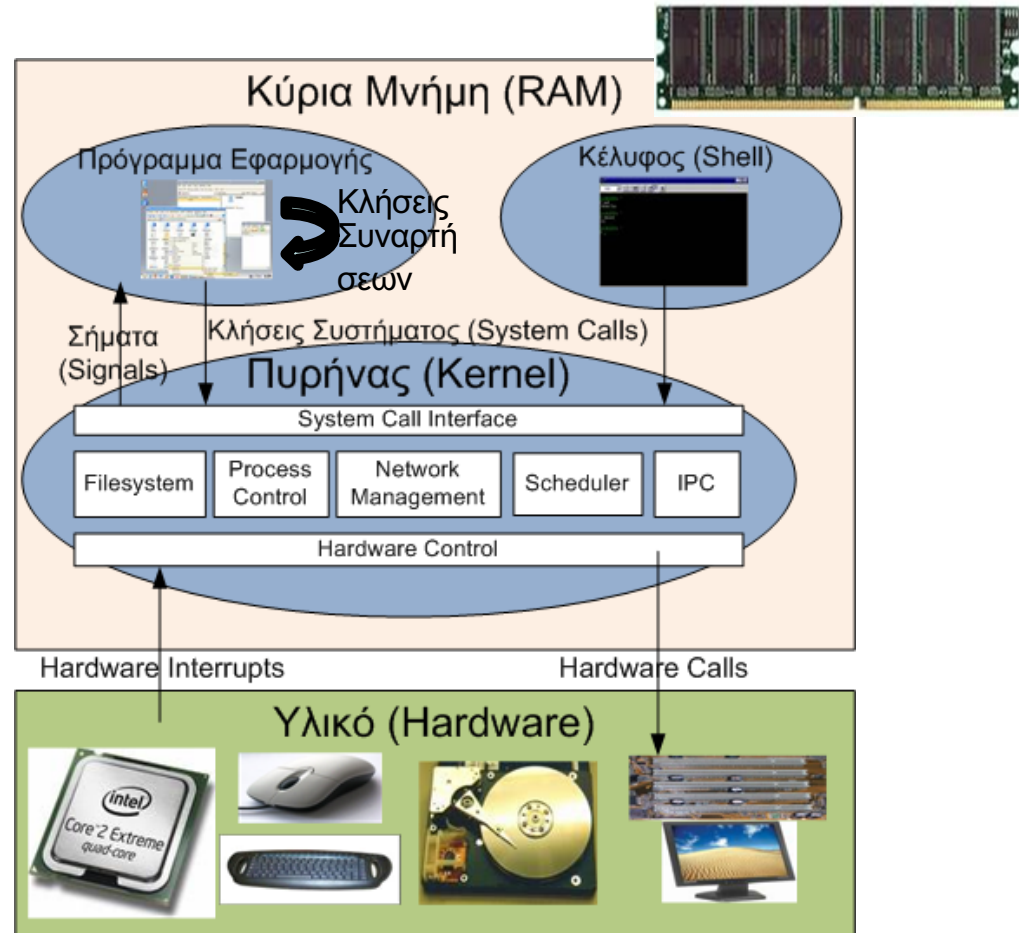 Κύρια Μνήμη (RAM)
Πρόγραμμα Εφαρμογής
Κλήσεις
Συναρτή
σεων
Κέλυφος (Shell)
Σήματα
(Signals)
Κλήσεις Συστήματος (System Calls)
Πυρήνας (Kernel)
System Call Interface
Filesystem
Process
Control
Network
Management
Scheduler
IPC
Hardware Control
Hardware Interrupts
Hardware Calls
Υλικό (Hardware)
intel
Core 2 Extreme
quad-core